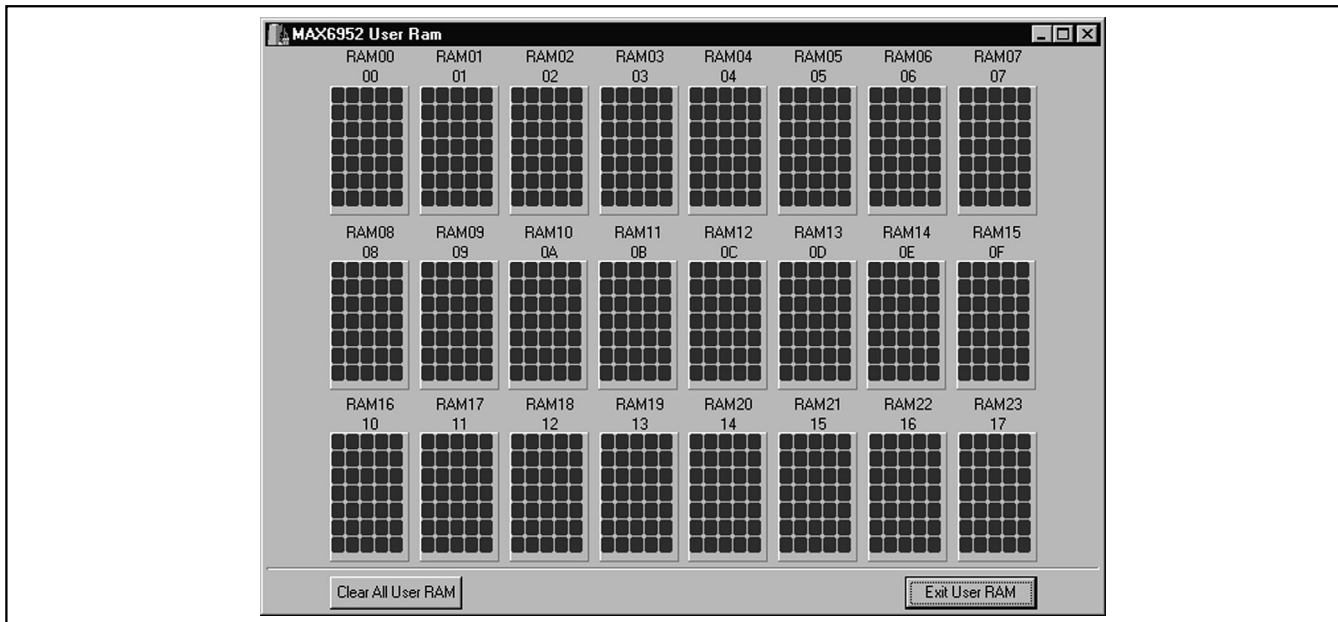 MAX6952 User Ram
RAM00 RAM01 RAM02 RAM03 RAM04 RAM05 RAM06 RAM07
00 01 02 03 04 05 06 07
RAM08 RAM09 RAM10 RAM11 RAM12 RAM13 RAM14 RAM15
08 09 0A 0B 0C 0D 0E 0F
RAM16 RAM17 RAM18 RAM19 RAM20 RAM21 RAM22 RAM23
10 11 12 13 14 15 16 17
Clear All User RAM Exit User RAM